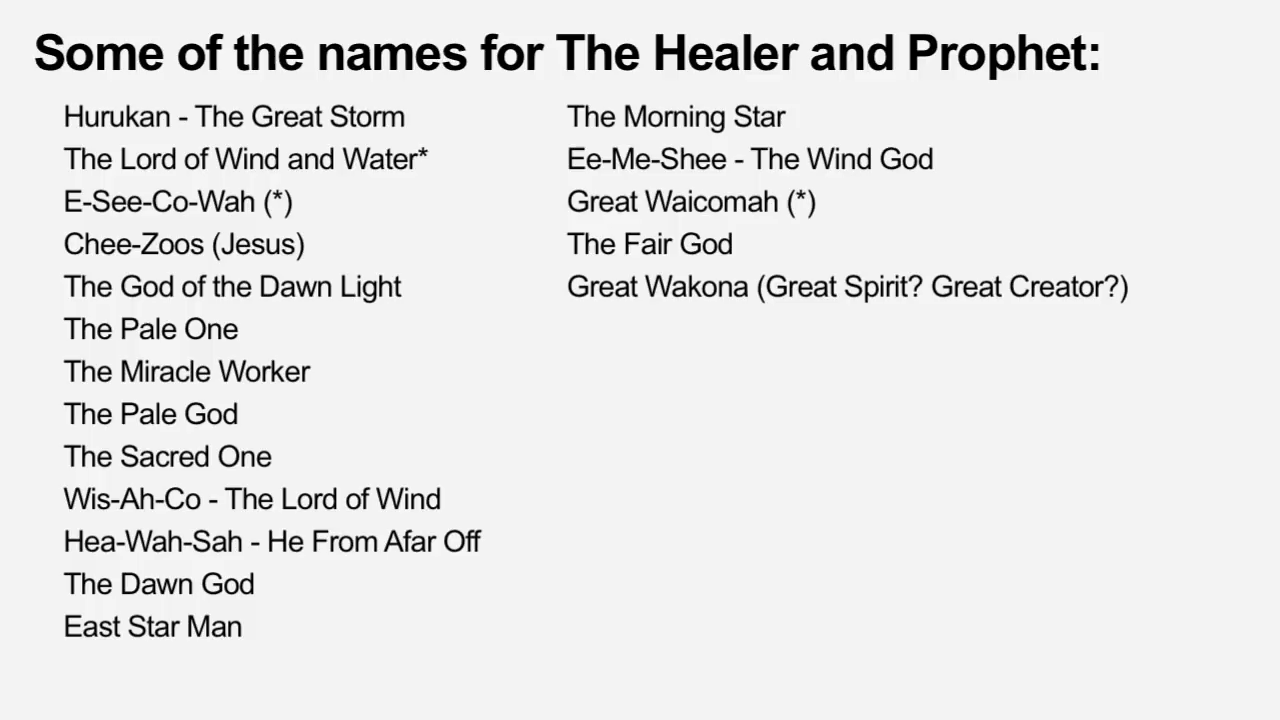 Some of the names for The Healer and Prophet:
Hurukan - The Great Storm
The Lord of Wind and Water*
E-See-Co-Wah (*)
Chee-Zoos (Jesus)
The God of the Dawn Light
The Pale One
The Miracle Worker
The Pale God
The Sacred One
Wis-Ah-Co - The Lord of Wind
Hea-Wah-Sah - He From Afar Off
The Dawn God
East Star Man
The Morning Star
Ee-Me-Shee - The Wind God
Great Waicomah (*)
The Fair God
Great Wakona (Great Spirit? Great Creator?)